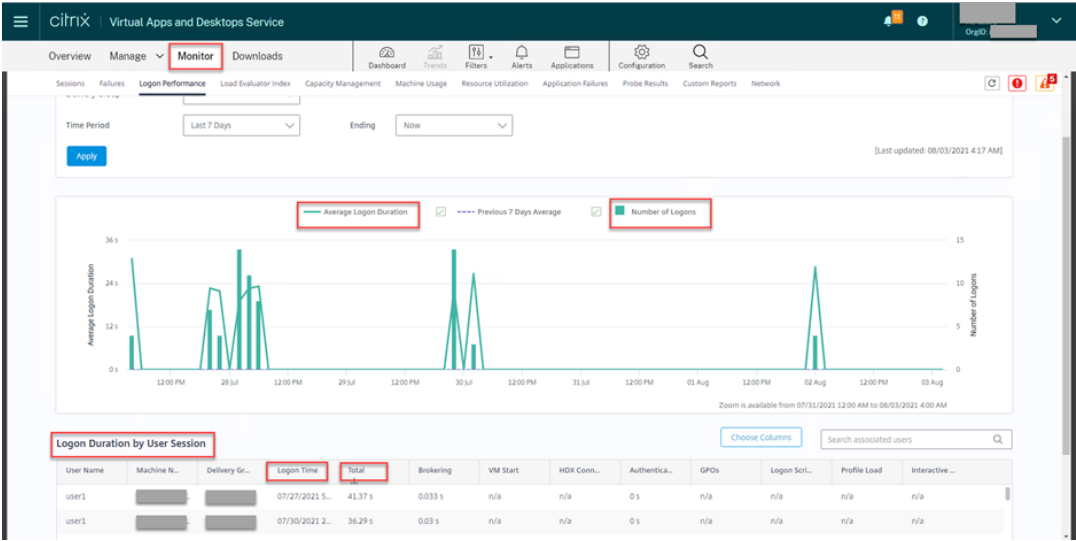 citrix | Virtual Apps and Desktops Service 11 ?
OrgID:
Overview Manage Monitor Downloads Dashboard Trends Filters Alerts Applications Configuration Search
Sessions Failures Logon Performance Load Evaluator Index Capacity Management Machine Usage Resource Utilization Application Failures Probe Results Custom Reports Network 5
Time Period Last 7 Days Ending Now
Apply [Last updated: 08/03/2021 4:17 AM]
Average Logon Duration Previous 7 Days Average Number of Logons
36 s 15
24 s 10
12 s 5
0 s 0
Average Logon Duration
Number of Logons
12:00 PM 28 Jul 12:00 PM 29 Jul 12:00 PM 30 Jul 12:00 PM 31 Jul 12:00 PM 01 Aug 12:00 PM 02 Aug 12:00 PM 03 Aug
Zoom is available from 07/31/2021 12:00 AM to 08/03/2021 4:00 AM
Logon Duration by User Session Choose Columns Search associated users
User Name Machine N... Delivery Gr... Logon Time Total Brokering VM Start HDX Conn... Authentica... GPOs Logon Scri... Profile Load Interactive ...
user1 07/27/2021 5... 41.37 s 0.033 s n/a n/a 0 s n/a n/a n/a n/a
user1 07/30/2021 2... 36.29 s 0.03 s n/a n/a 0 s n/a n/a n/a n/a